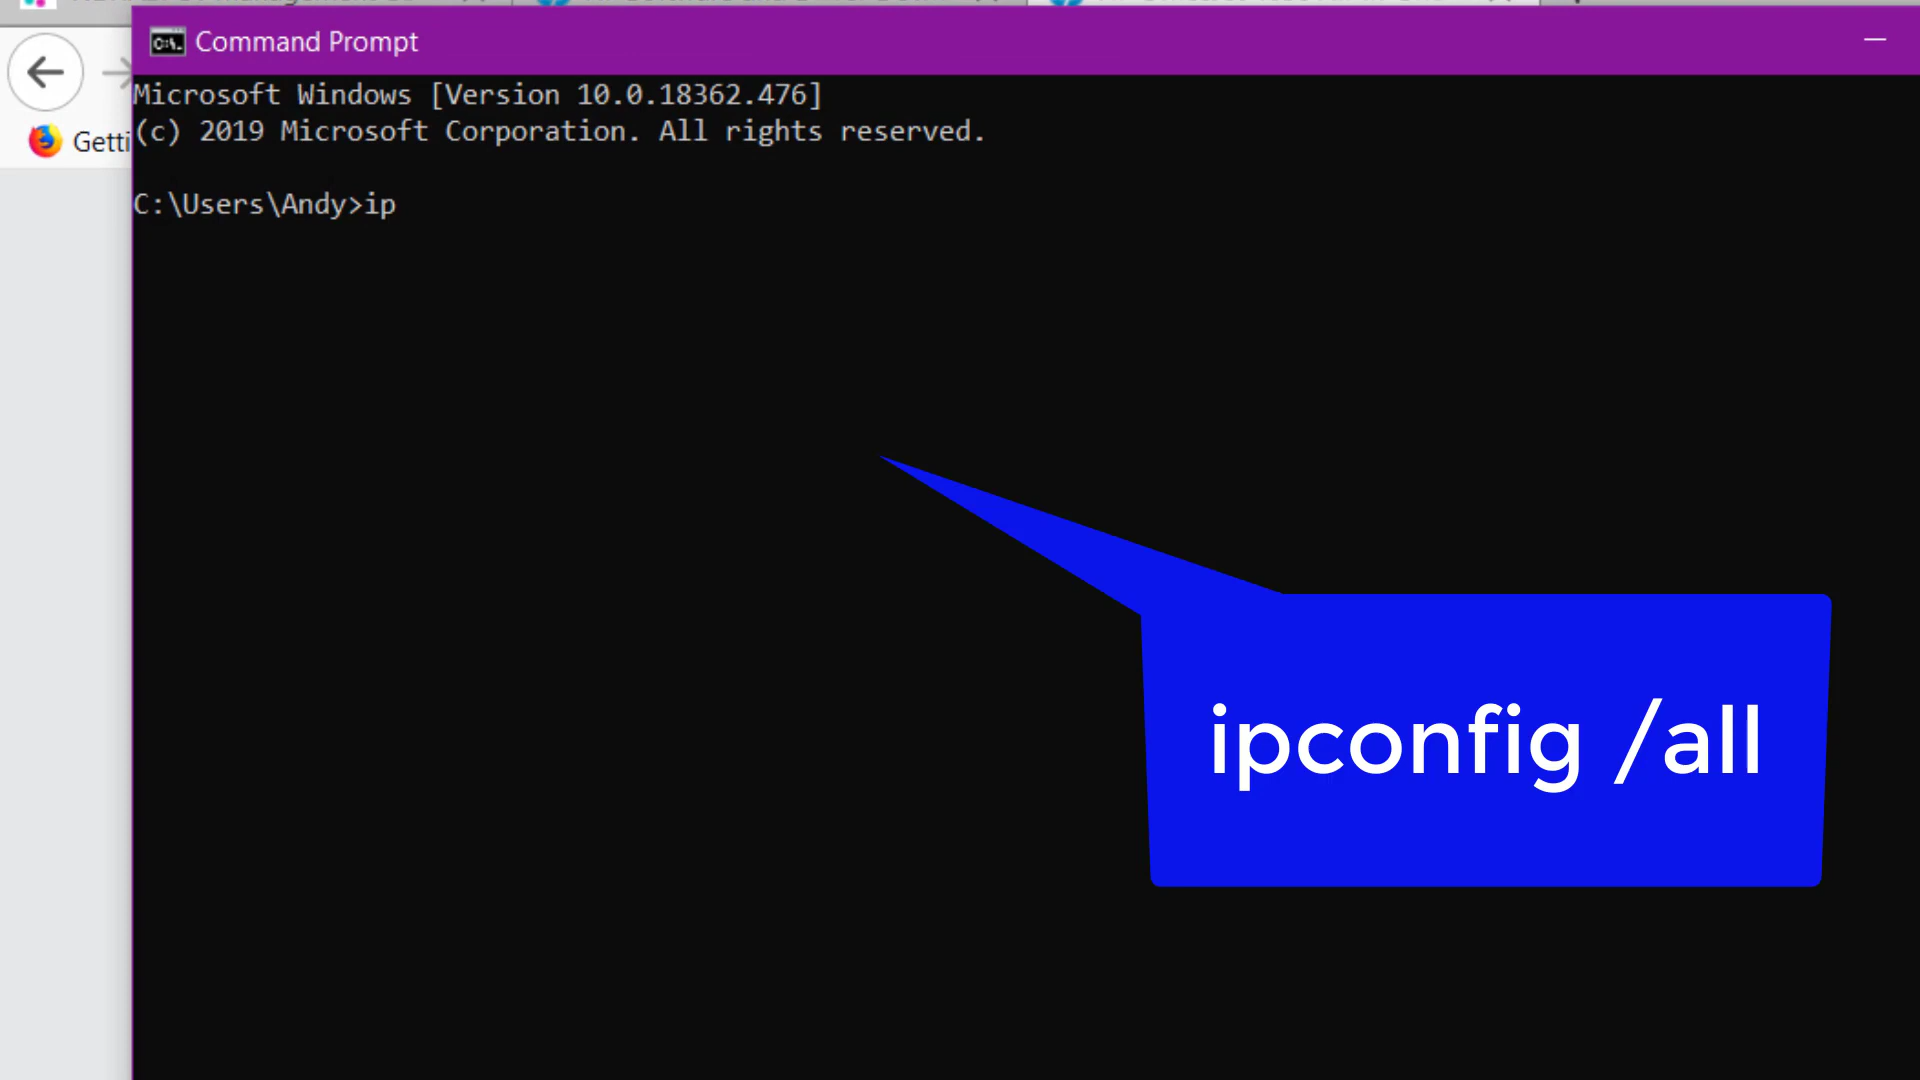 Command Prompt
Microsoft Windows [Version 10.0.18362.476]
(c) 2019 Microsoft Corporation. All rights reserved.
Getti
C:\Users\Andy>ip
ipconfig /all